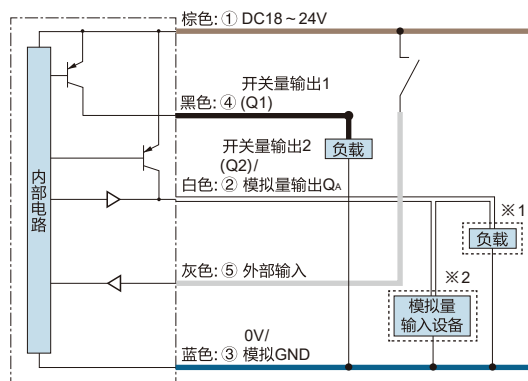 棕色: ① DC18～24V
开关量输出1
黑色: ④ (Q1)
负载
开关量输出2
(Q2)/
白色: ② 模拟量输出QA
※1
负载
内部电路
灰色: ⑤ 外部输入
※2
模拟量
输入设备
0V/
蓝色: ③ 模拟GND